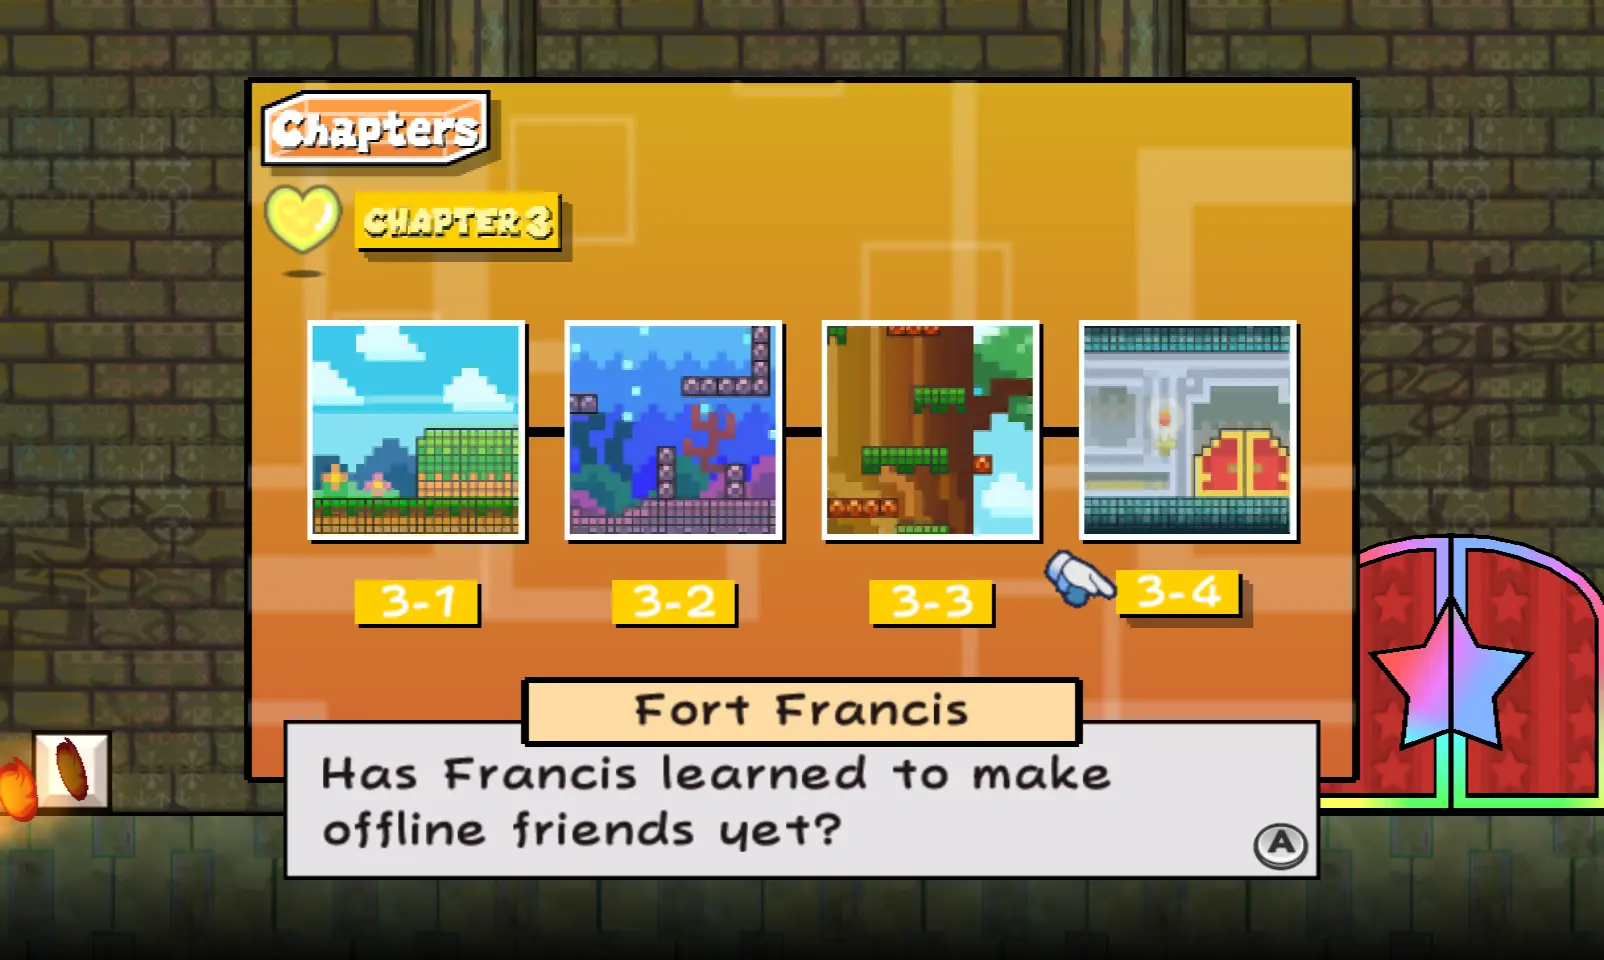 Chapters
CHAPTER 3
3-1
3-2
3-3
3-4
Fort Francis
Has Francis learned to make
offline friends yet?
A